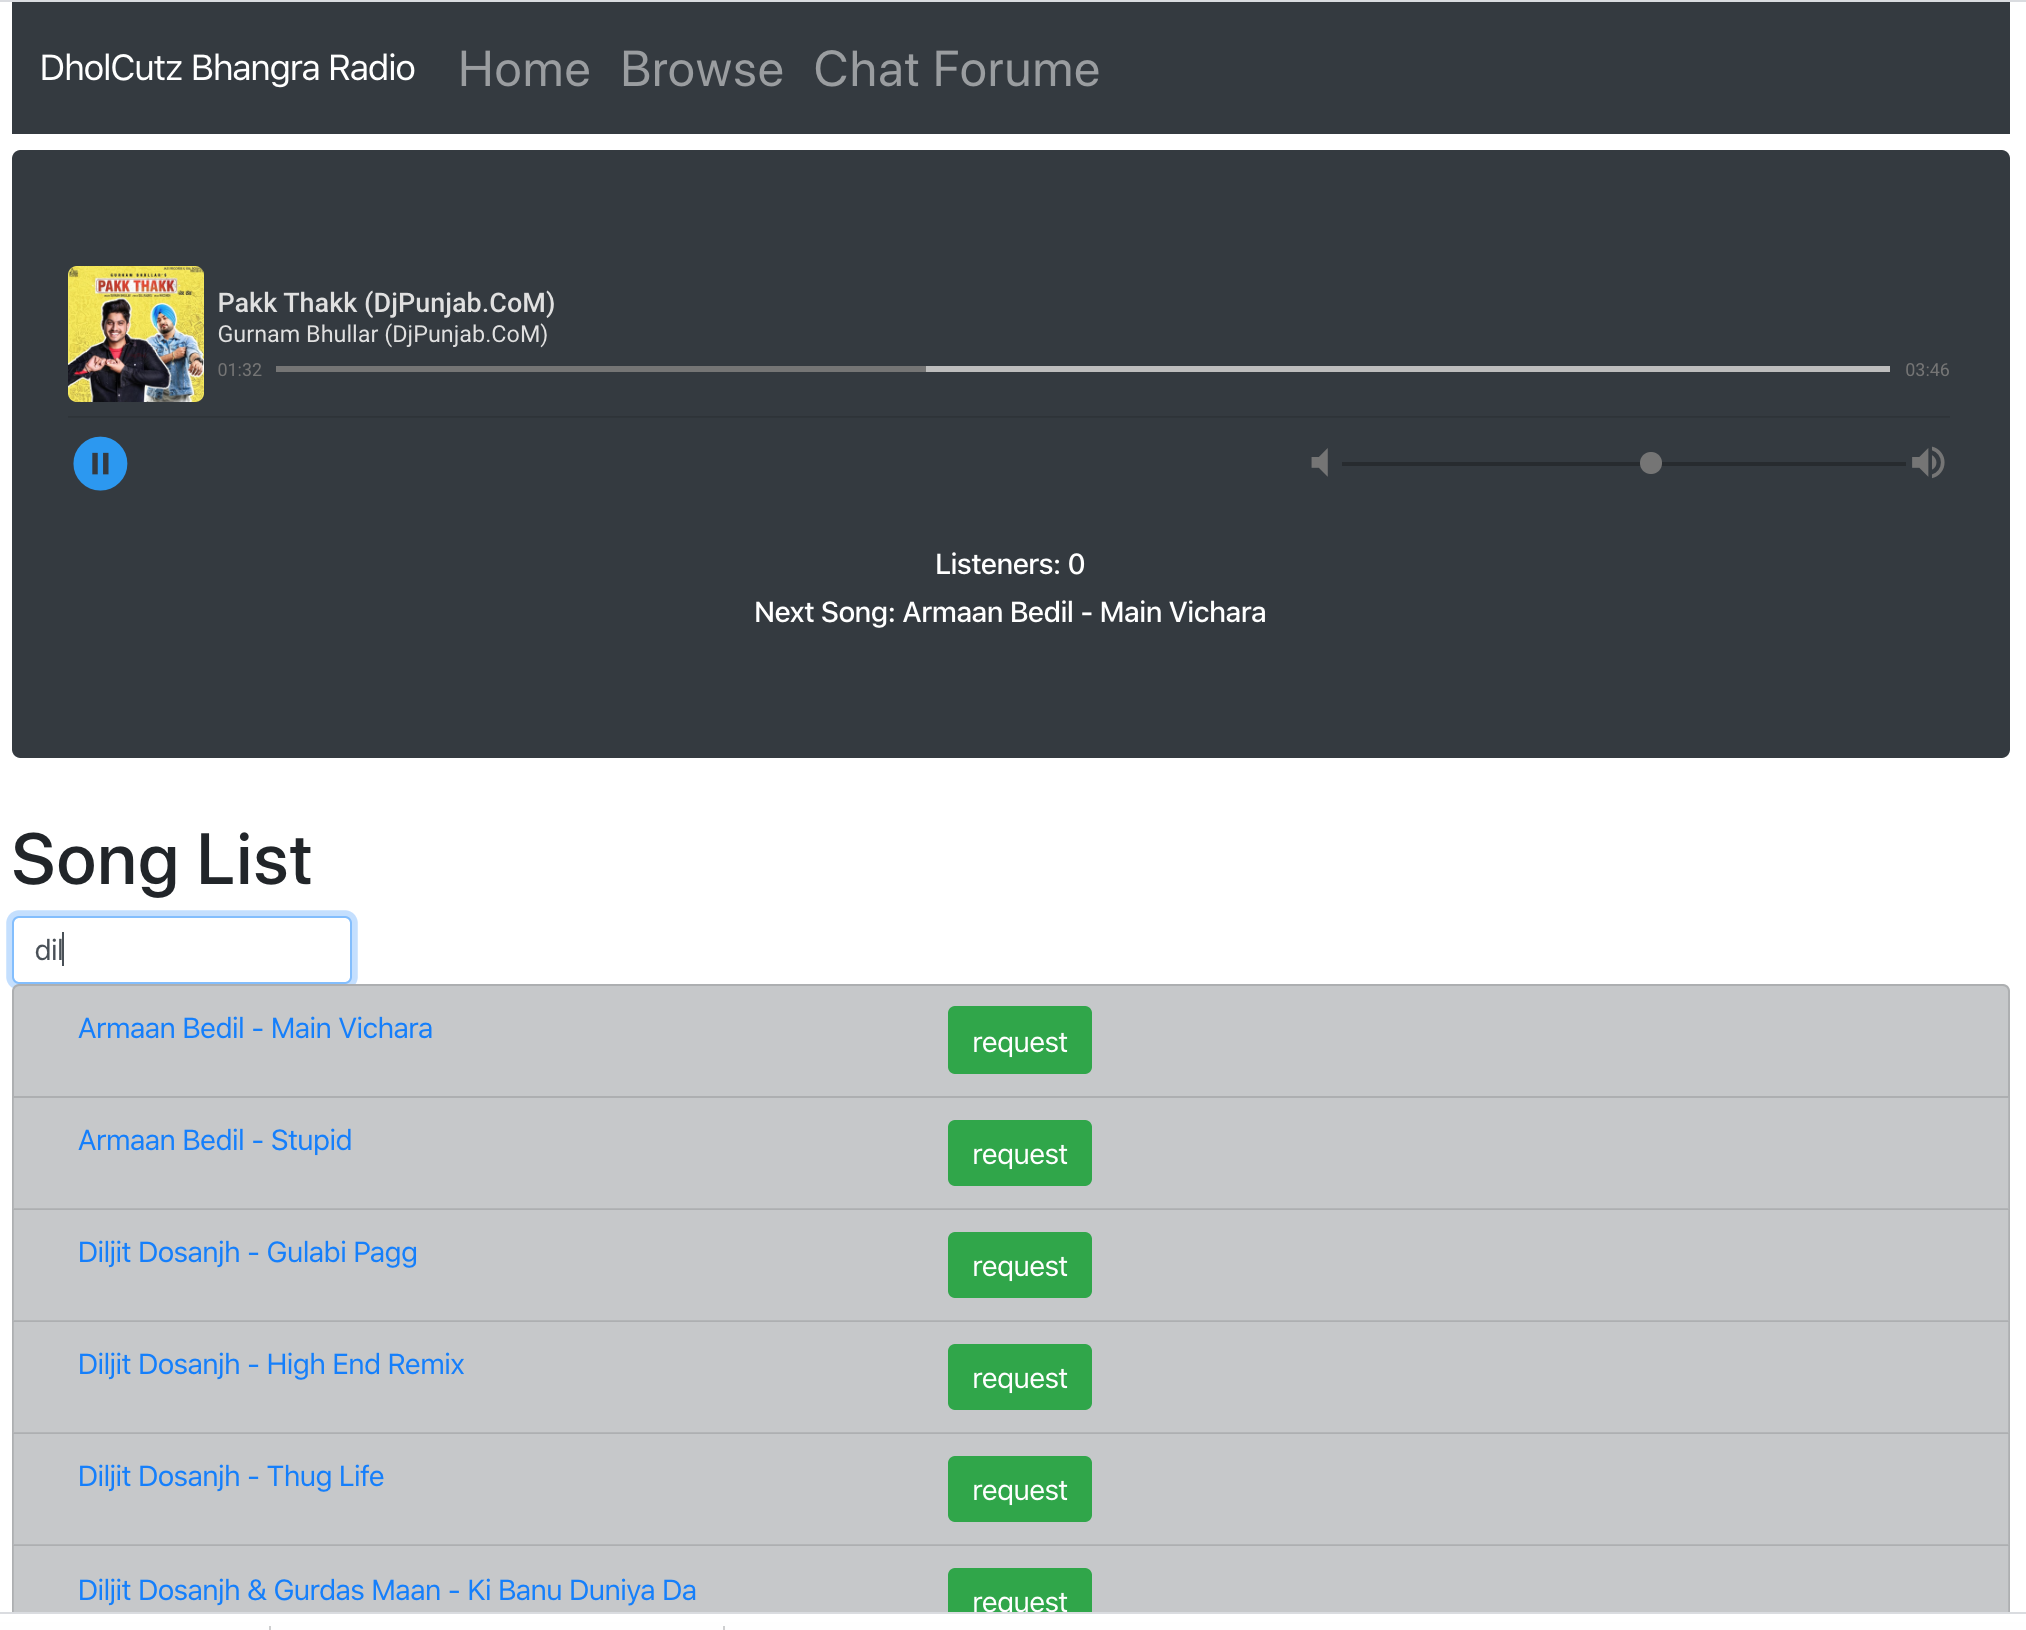 DholCutz Bhangra Radio Home Browse Chat Forume
PAKK THAKK
Pakk Thakk (DjPunjab.CoM)
Gurnam Bhullar (DjPunjab.CoM)
01:32 03:46
Listeners: 0
Next Song: Armaan Bedil - Main Vichara
Song List
dil
Armaan Bedil - Main Vichara request
Armaan Bedil - Stupid request
Diljit Dosanjh - Gulabi Pagg request
Diljit Dosanjh - High End Remix request
Diljit Dosanjh - Thug Life request
Diljit Dosanjh & Gurdas Maan - Ki Banu Duniya Da request